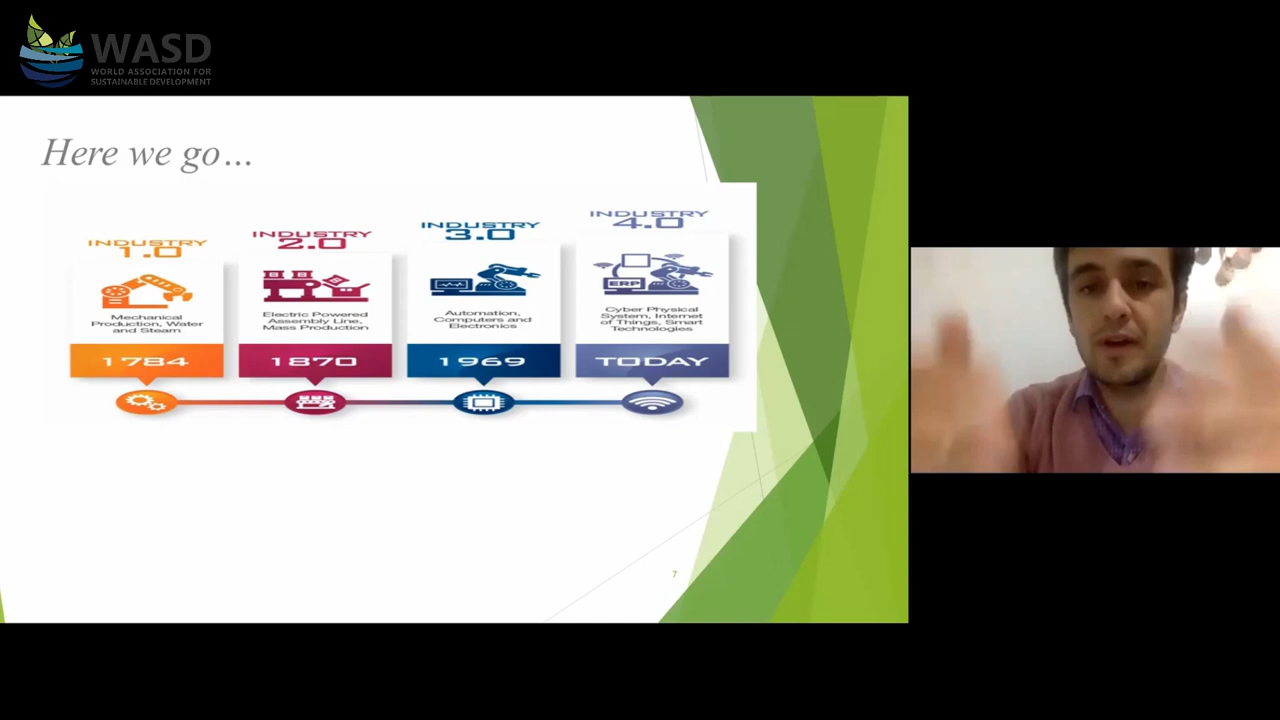 WASD
WORLD ASSOCIATION FOR
SUSTAINABLE DEVELOPMENT
Here we go...
INDUSTRY
1.0
Mechanical
Production, Water
and Steam
1784
INDUSTRY
2.0
Electric Powered
Assembly Line,
Mass Production
1870
INDUSTRY
3.0
Automation,
Computers and
Electronics
1969
INDUSTRY
4.0
ERP
Cyber Physical
System, Internet
of Things, Smart
Technologies
TODAY
7